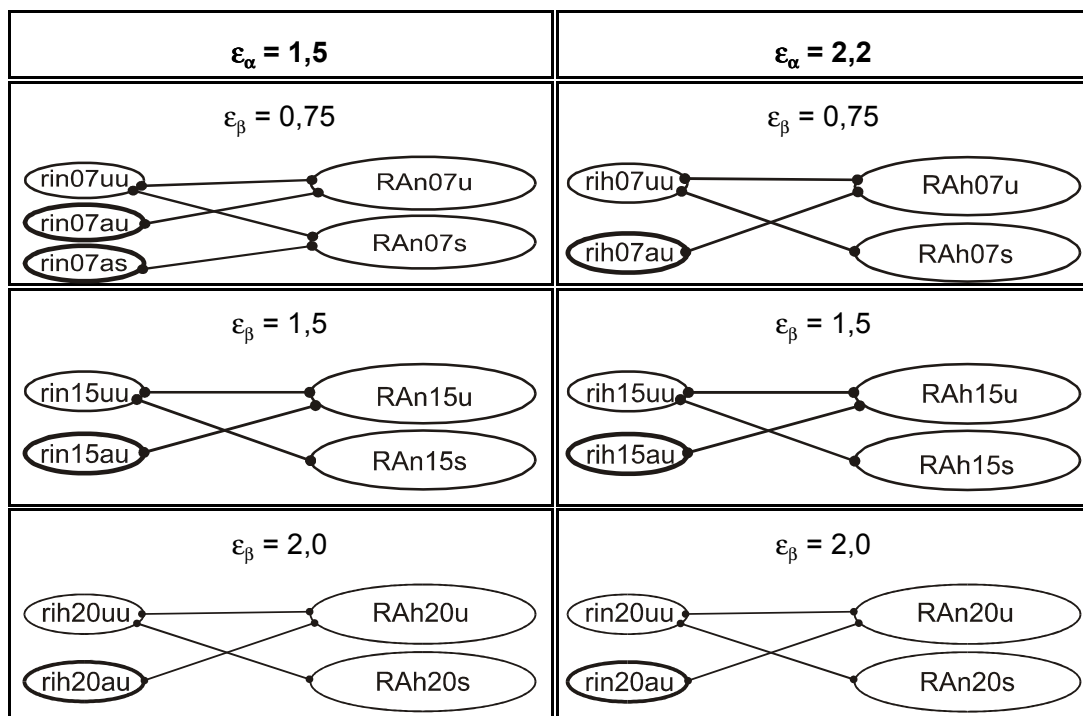 εα = 1,5
εα = 2,2
εβ = 0,75
rin07uu
RAn07u
rin07au
RAn07s
rin07as
εβ = 0,75
rih07uu
RAh07u
rih07au
RAh07s
εβ = 1,5
rin15uu
RAn15u
rin15au
RAn15s
εβ = 1,5
rih15uu
RAh15u
rih15au
RAh15s
εβ = 2,0
rih20uu
RAh20u
rih20au
RAh20s
εβ = 2,0
rin20uu
RAn20u
rin20au
RAn20s